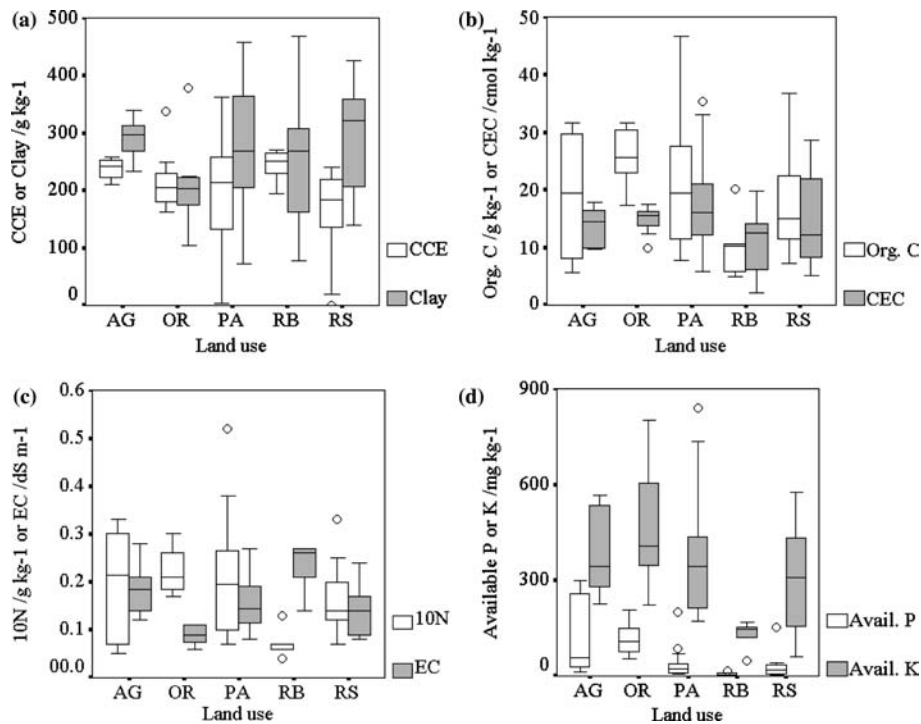 (a)
500
400
300
200
100
0
CCE or Clay /g kg-1
AG OR PA RB RS
Land use
CCE
Clay
(b)
50
40
30
20
10
0
Org. C /g kg-1 or CEC /cmol kg-1
AG OR PA RB RS
Land use
Org. C
CEC
(c)
0.6
0.5
0.4
0.3
0.2
0.1
00.0
10N /g kg-1 or EC /dS m-1
AG OR PA RB RS
Land use
10N
EC
(d)
900
600
300
0
Available P or K /mg kg-1
AG OR PA RB RS
Land use
Avail. P
Avail. K